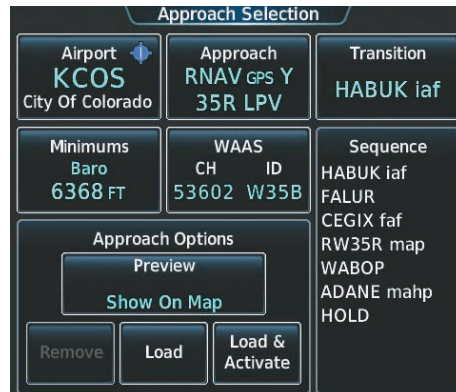 Approach Selection
Airport
KCOS
City Of Colorado
Approach
RNAV GPS Y
35R LPV
Transition
HABUK iaf
Minimums
Baro
6368 FT
WAAS
CH ID
53602 W35B
Sequence
HABUK iaf
FALUR
CEGIX faf
RW35R map
WABOP
ADANE mahp
HOLD
Approach Options
Preview
Show On Map
Remove
Load
Load &
Activate